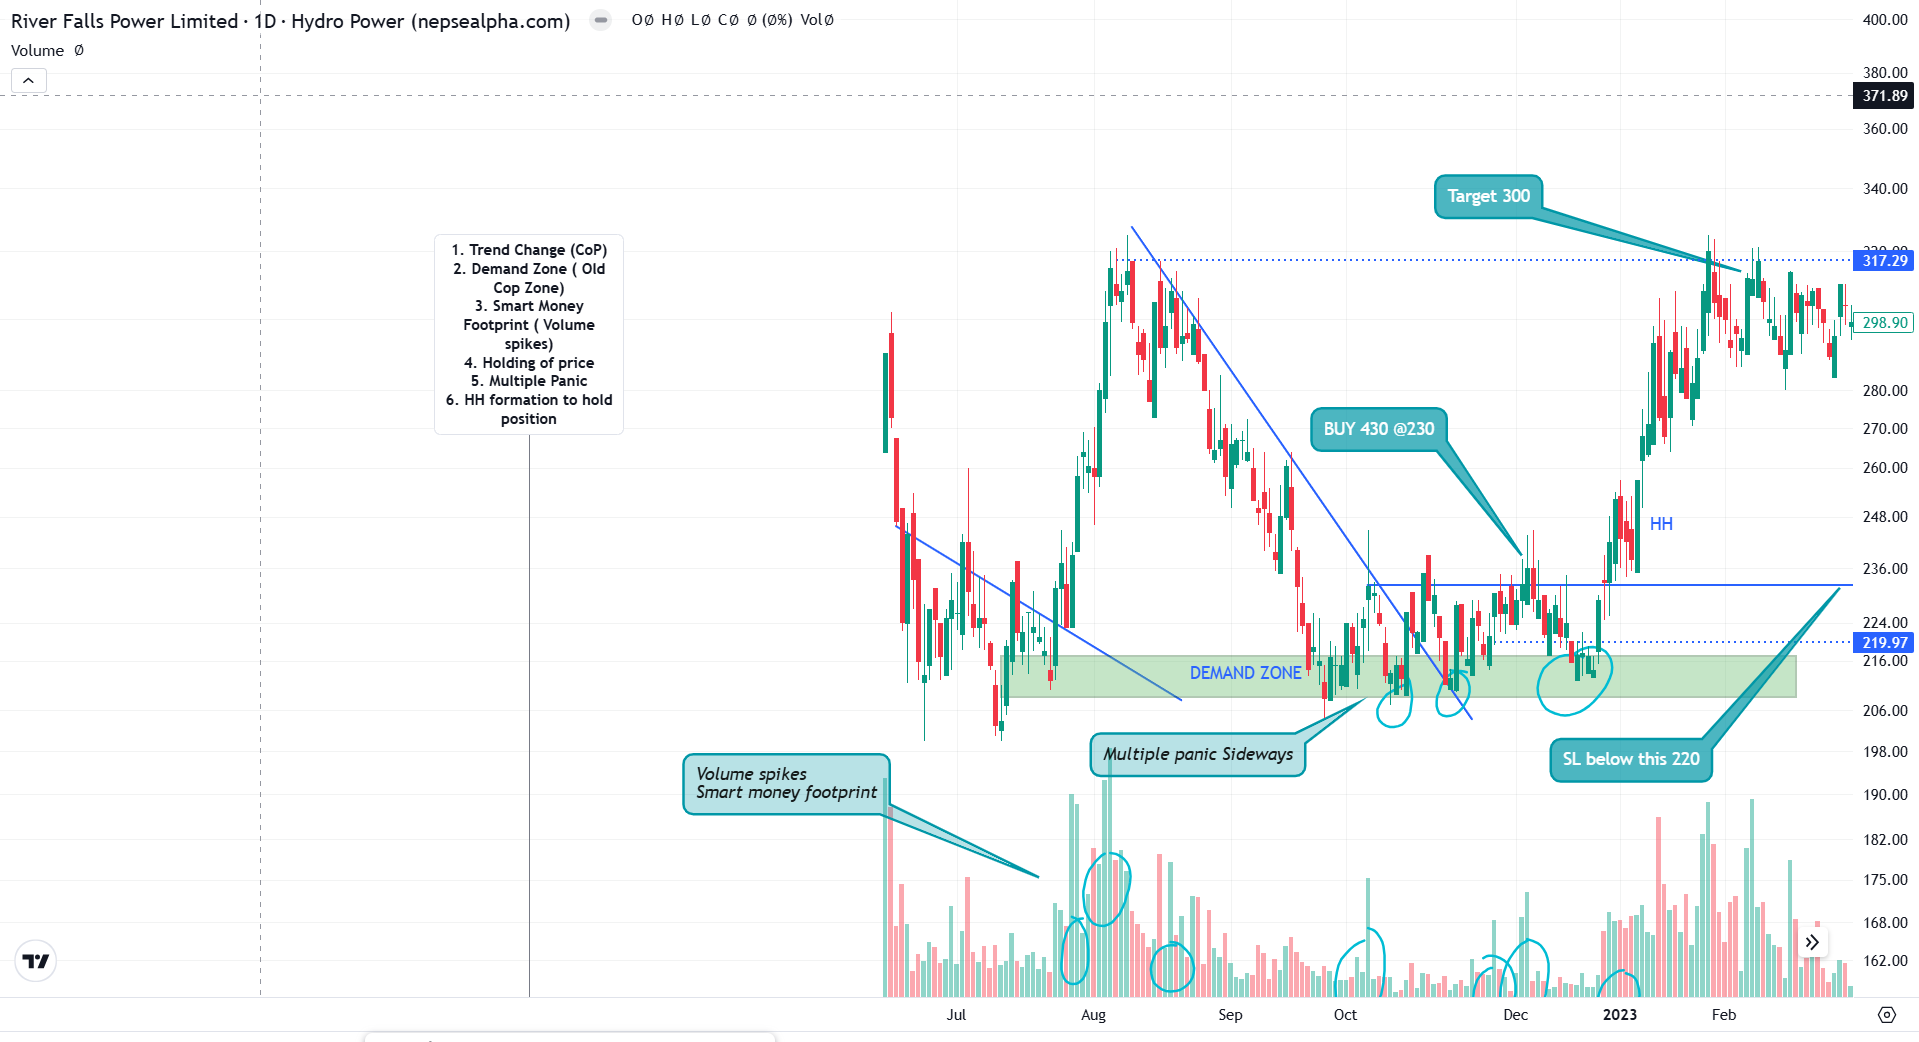 River Falls Power Limited · 1D · Hydro Power (nepsealpha.com) O∅ H∅ L∅ C∅ ∅ (∅%) Vol∅
Volume ∅
400.00
380.00
371.89
360.00
340.00
320.00
317.29
298.90
280.00
270.00
260.00
248.00
236.00
224.00
219.97
216.00
206.00
198.00
190.00
182.00
175.00
168.00
162.00
1. Trend Change (CoP)
2. Demand Zone ( Old
Cop Zone)
3. Smart Money
Footprint ( Volume
spikes)
4. Holding of price
5. Multiple Panic
6. HH formation to hold
position
Target 300
BUY 430 @230
HH
DEMAND ZONE
Multiple panic Sideways
SL below this 220
Volume spikes
Smart money footprint
Jul Aug Sep Oct Dec 2023 Feb